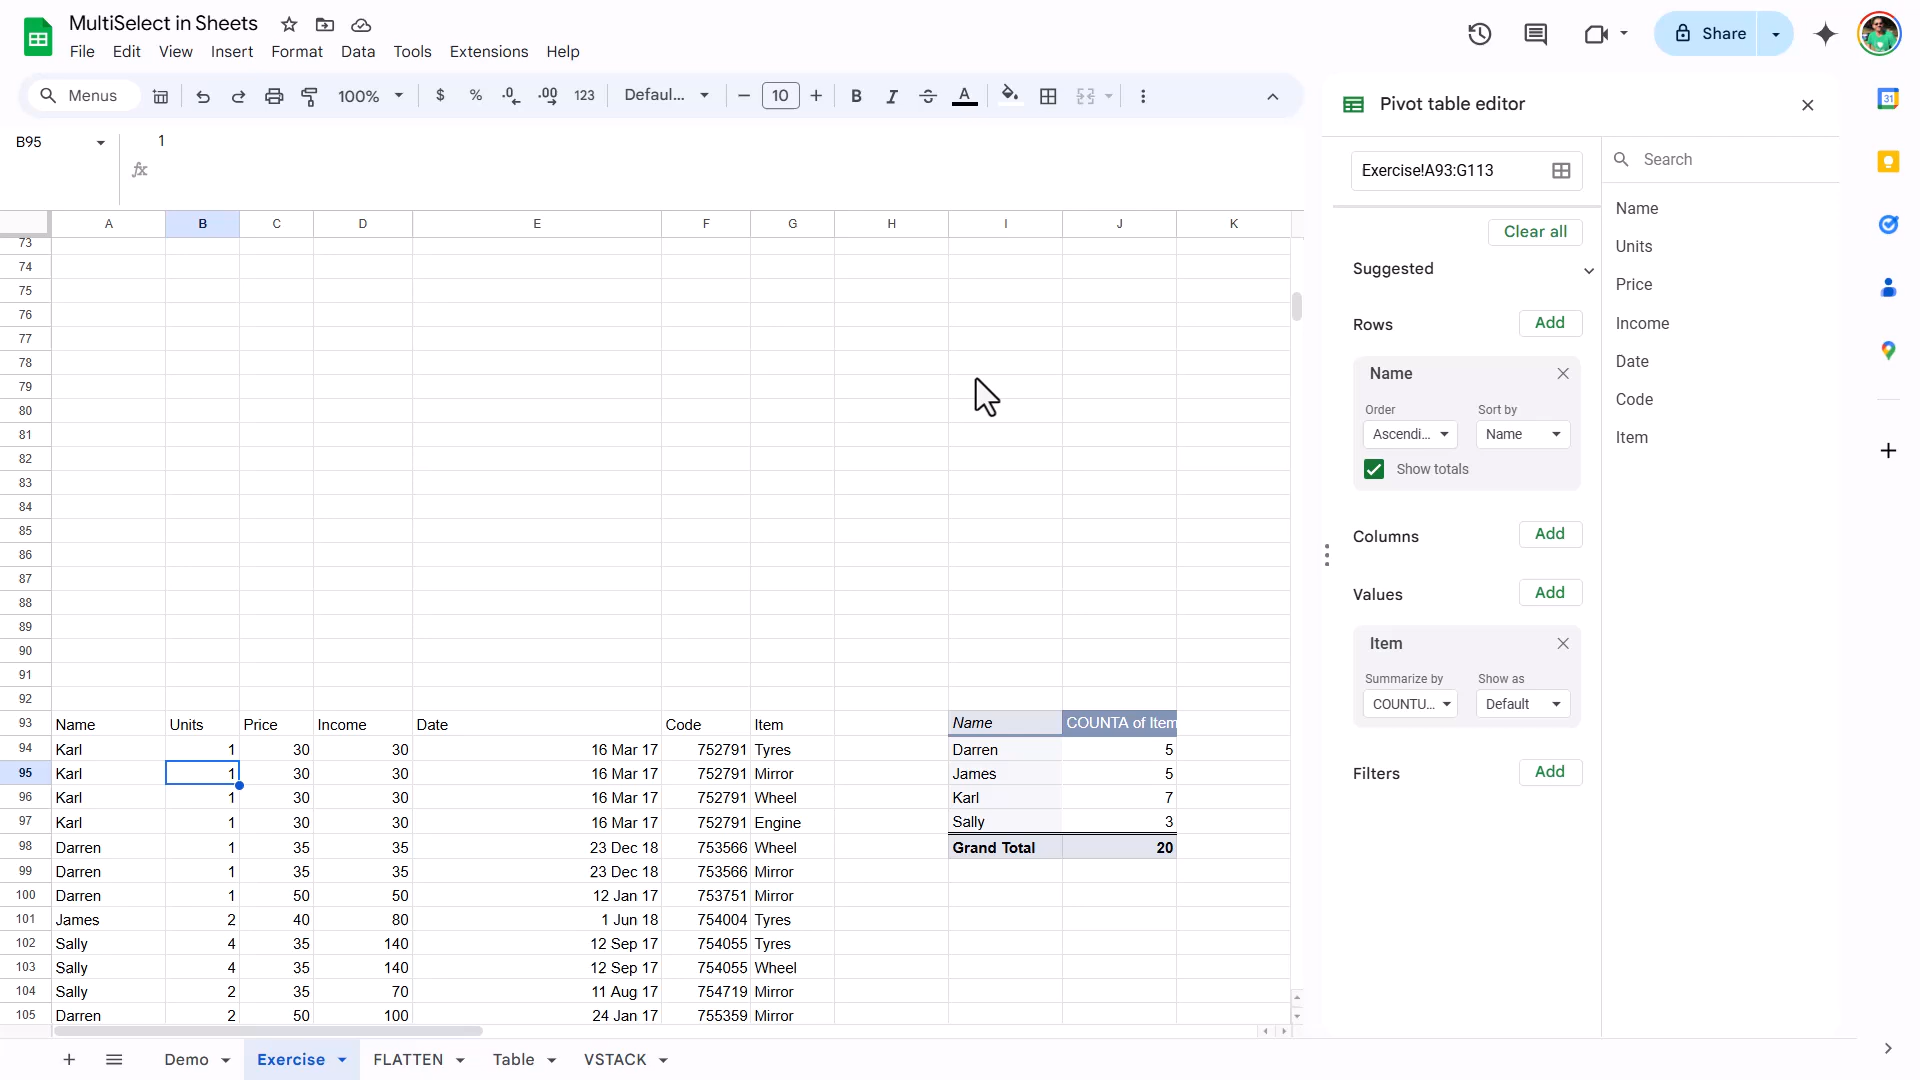 MultiSelect in Sheets
File Edit View Insert Format Data Tools Extensions Help
Share
Menus 100% $ % .0 .00 123 Defaul... 10 B I S A
B95 1
fx
A B C D E F G H I J K
73
74
75
76
77
78
79
80
81
82
83
84
85
86
87
88
89
90
91
92
93 Name Units Price Income Date Code Item Name COUNTA of Item
94 Karl 1 30 30 16 Mar 17 752791 Tyres Darren 5
95 Karl 1 30 30 16 Mar 17 752791 Mirror James 5
96 Karl 1 30 30 16 Mar 17 752791 Wheel Karl 7
97 Karl 1 30 30 16 Mar 17 752791 Engine Sally 3
98 Darren 1 35 35 23 Dec 18 753566 Wheel Grand Total 20
99 Darren 1 35 35 23 Dec 18 753566 Mirror
100 Darren 1 50 50 12 Jan 17 753751 Mirror
101 James 2 40 80 1 Jun 18 754004 Tyres
102 Sally 4 35 140 12 Sep 17 754055 Tyres
103 Sally 4 35 140 12 Sep 17 754055 Wheel
104 Sally 2 35 70 11 Aug 17 754719 Mirror
105 Darren 2 50 100 24 Jan 17 755359 Mirror
Demo Exercise FLATTEN Table VSTACK
Pivot table editor
Exercise!A93:G113
Clear all
Suggested
Rows Add
Name
Order Sort by
Ascendi... Name
Show totals
Columns Add
Values Add
Item
Summarize by Show as
COUNTU... Default
Filters Add
Search
Name
Units
Price
Income
Date
Code
Item
31